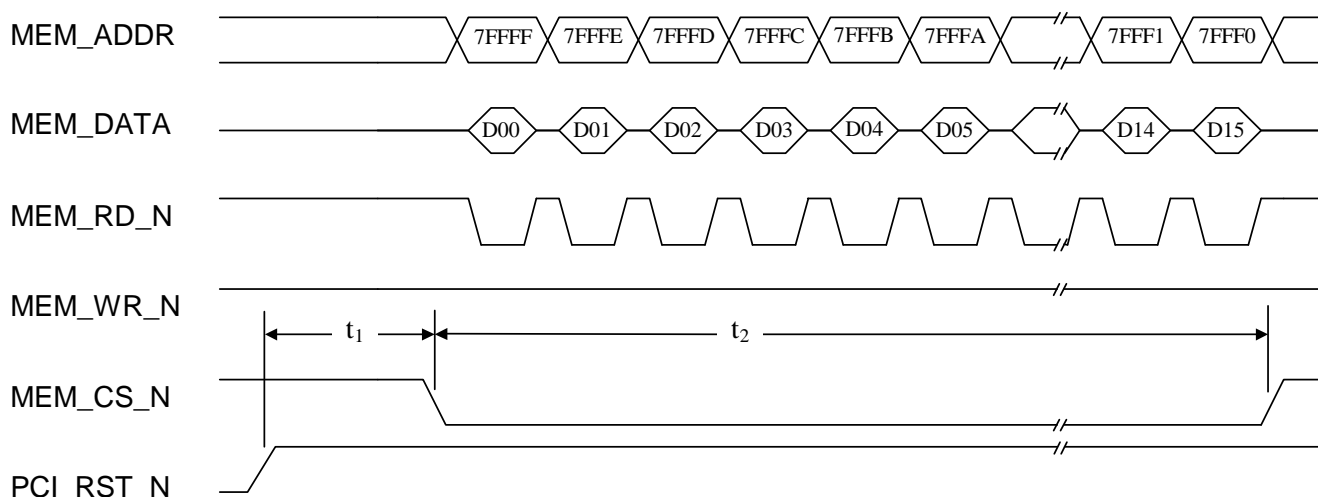 MEM_ADDR 7FFFF 7FFFE 7FFFD 7FFFC 7FFFB 7FFFA 7FFF1 7FFF0
MEM_DATA D00 D01 D02 D03 D04 D05 D14 D15
MEM_RD_N
MEM_WR_N
t₁ t₂
MEM_CS_N
PCI_RST_N